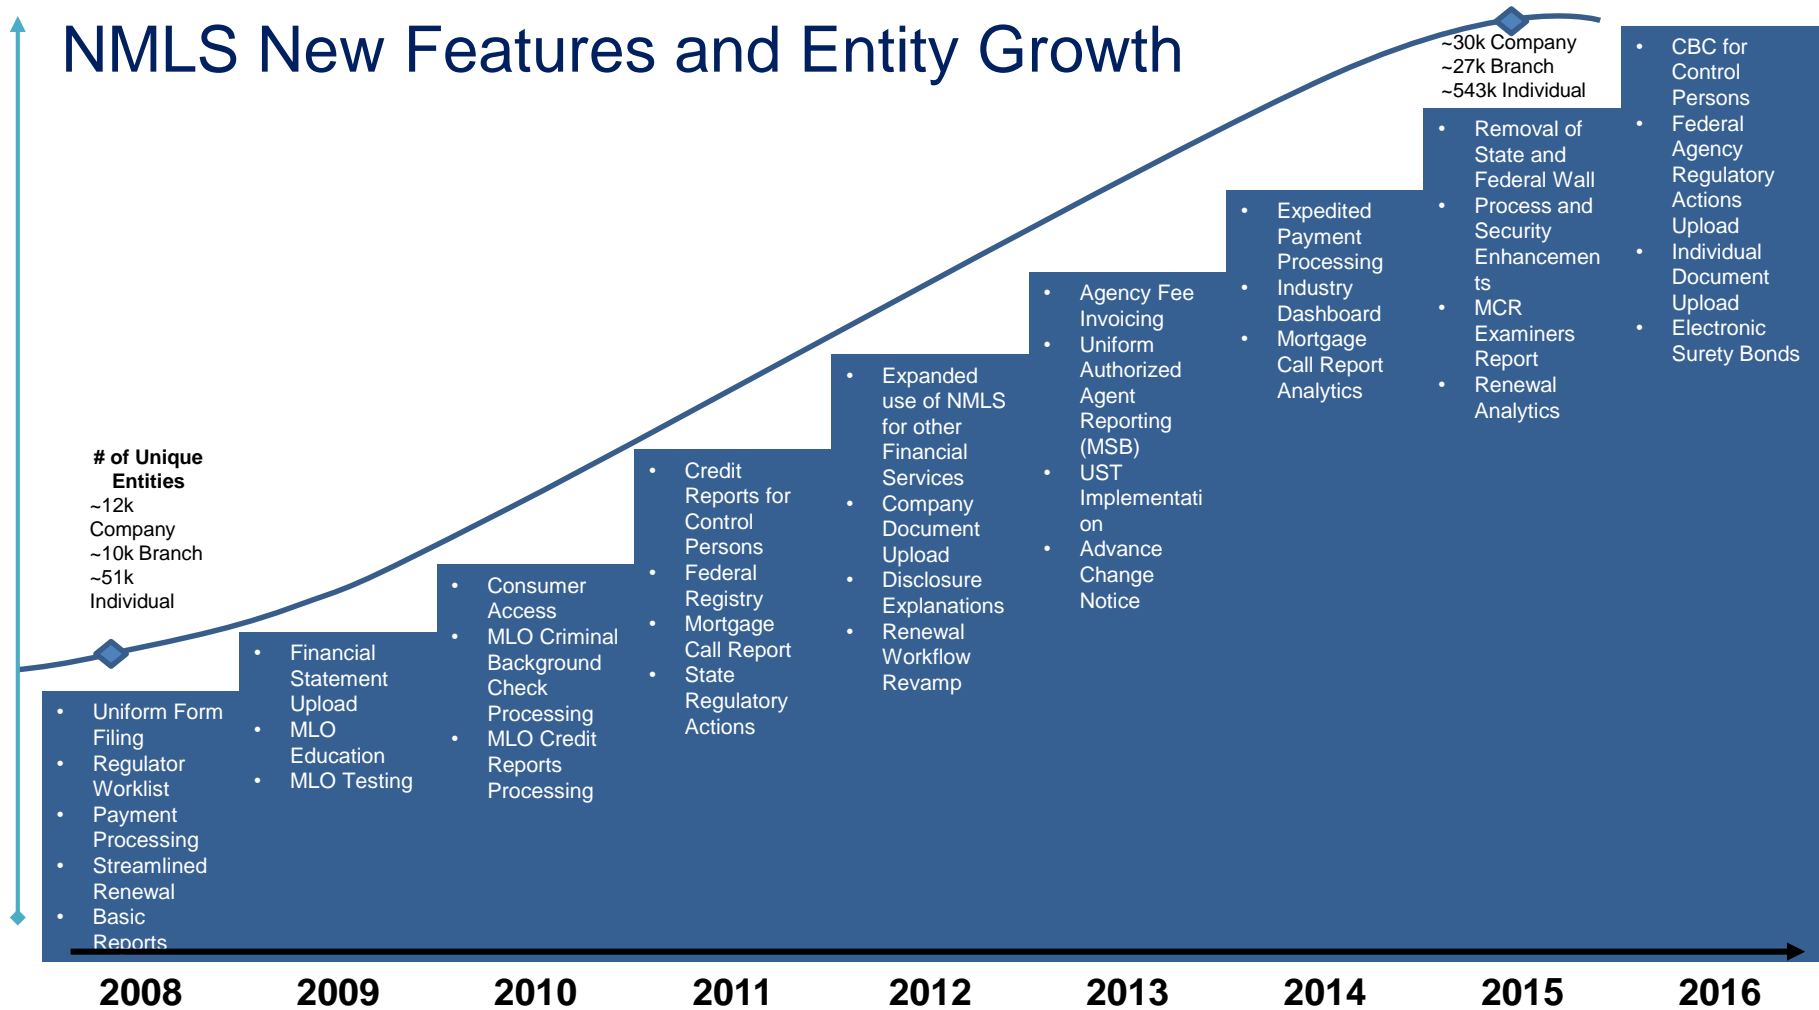 NMLS New Features and Entity Growth
# of Unique
Entities
~12k
Company
~10k Branch
~51k
Individual
~30k Company
~27k Branch
~543k Individual
• Uniform Form
Filing
• Regulator
Worklist
• Payment
Processing
• Streamlined
Renewal
• Basic
Reports
• Financial
Statement
Upload
• MLO
Education
• MLO Testing
• Consumer
Access
• MLO Criminal
Background
Check
Processing
• MLO Credit
Reports
Processing
• Credit
Reports for
Control
Persons
• Federal
Registry
• Mortgage
Call Report
• State
Regulatory
Actions
• Expanded
use of NMLS
for other
Financial
Services
• Company
Document
Upload
• Disclosure
Explanations
• Renewal
Workflow
Revamp
• Agency Fee
Invoicing
• Uniform
Authorized
Agent
Reporting
(MSB)
• UST
Implementati
on
• Advance
Change
Notice
• Expedited
Payment
Processing
• Industry
Dashboard
• Mortgage
Call Report
Analytics
• Removal of
State and
Federal Wall
• Process and
Security
Enhancemen
ts
• MCR
Examiners
Report
• Renewal
Analytics
• CBC for
Control
Persons
• Federal
Agency
Regulatory
Actions
Upload
• Individual
Document
Upload
• Electronic
Surety Bonds
2008 2009 2010 2011 2012 2013 2014 2015 2016